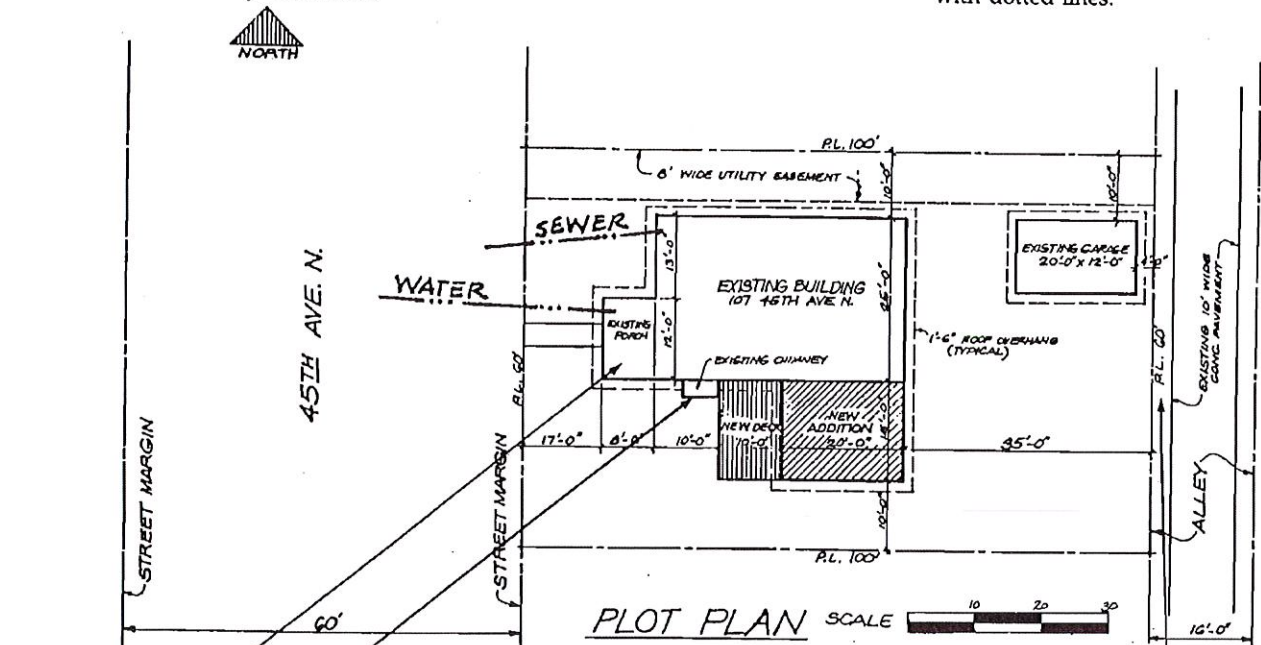 with dotted lines.
NORTH
P.L. 100'
8' WIDE UTILITY EASEMENT
10'-0"
10'-0"
SEWER
13'-0"
EXISTING GARAGE
20'-0" x 12'-0"
4'-0"
WATER
EXISTING BUILDING
107 45TH AVE N.
25'-0"
EXISTING
PORCH
12'-0"
1'-6" ROOF OVERHANG
(TYPICAL)
EXISTING CHIMNEY
45TH AVE. N.
P.L. 60'
P.L. 60'
EXISTING 10' WIDE
CONC. PAVEMENT
NEW DECK
10'-0"
NEW
ADDITION
20'-0"
17'-0"
8'-0"
10'-0"
35'-0"
10'-0"
STREET MARGIN
STREET MARGIN
ALLEY
P.L. 100'
60'
PLOT PLAN
SCALE
10 20 30
16'-0"